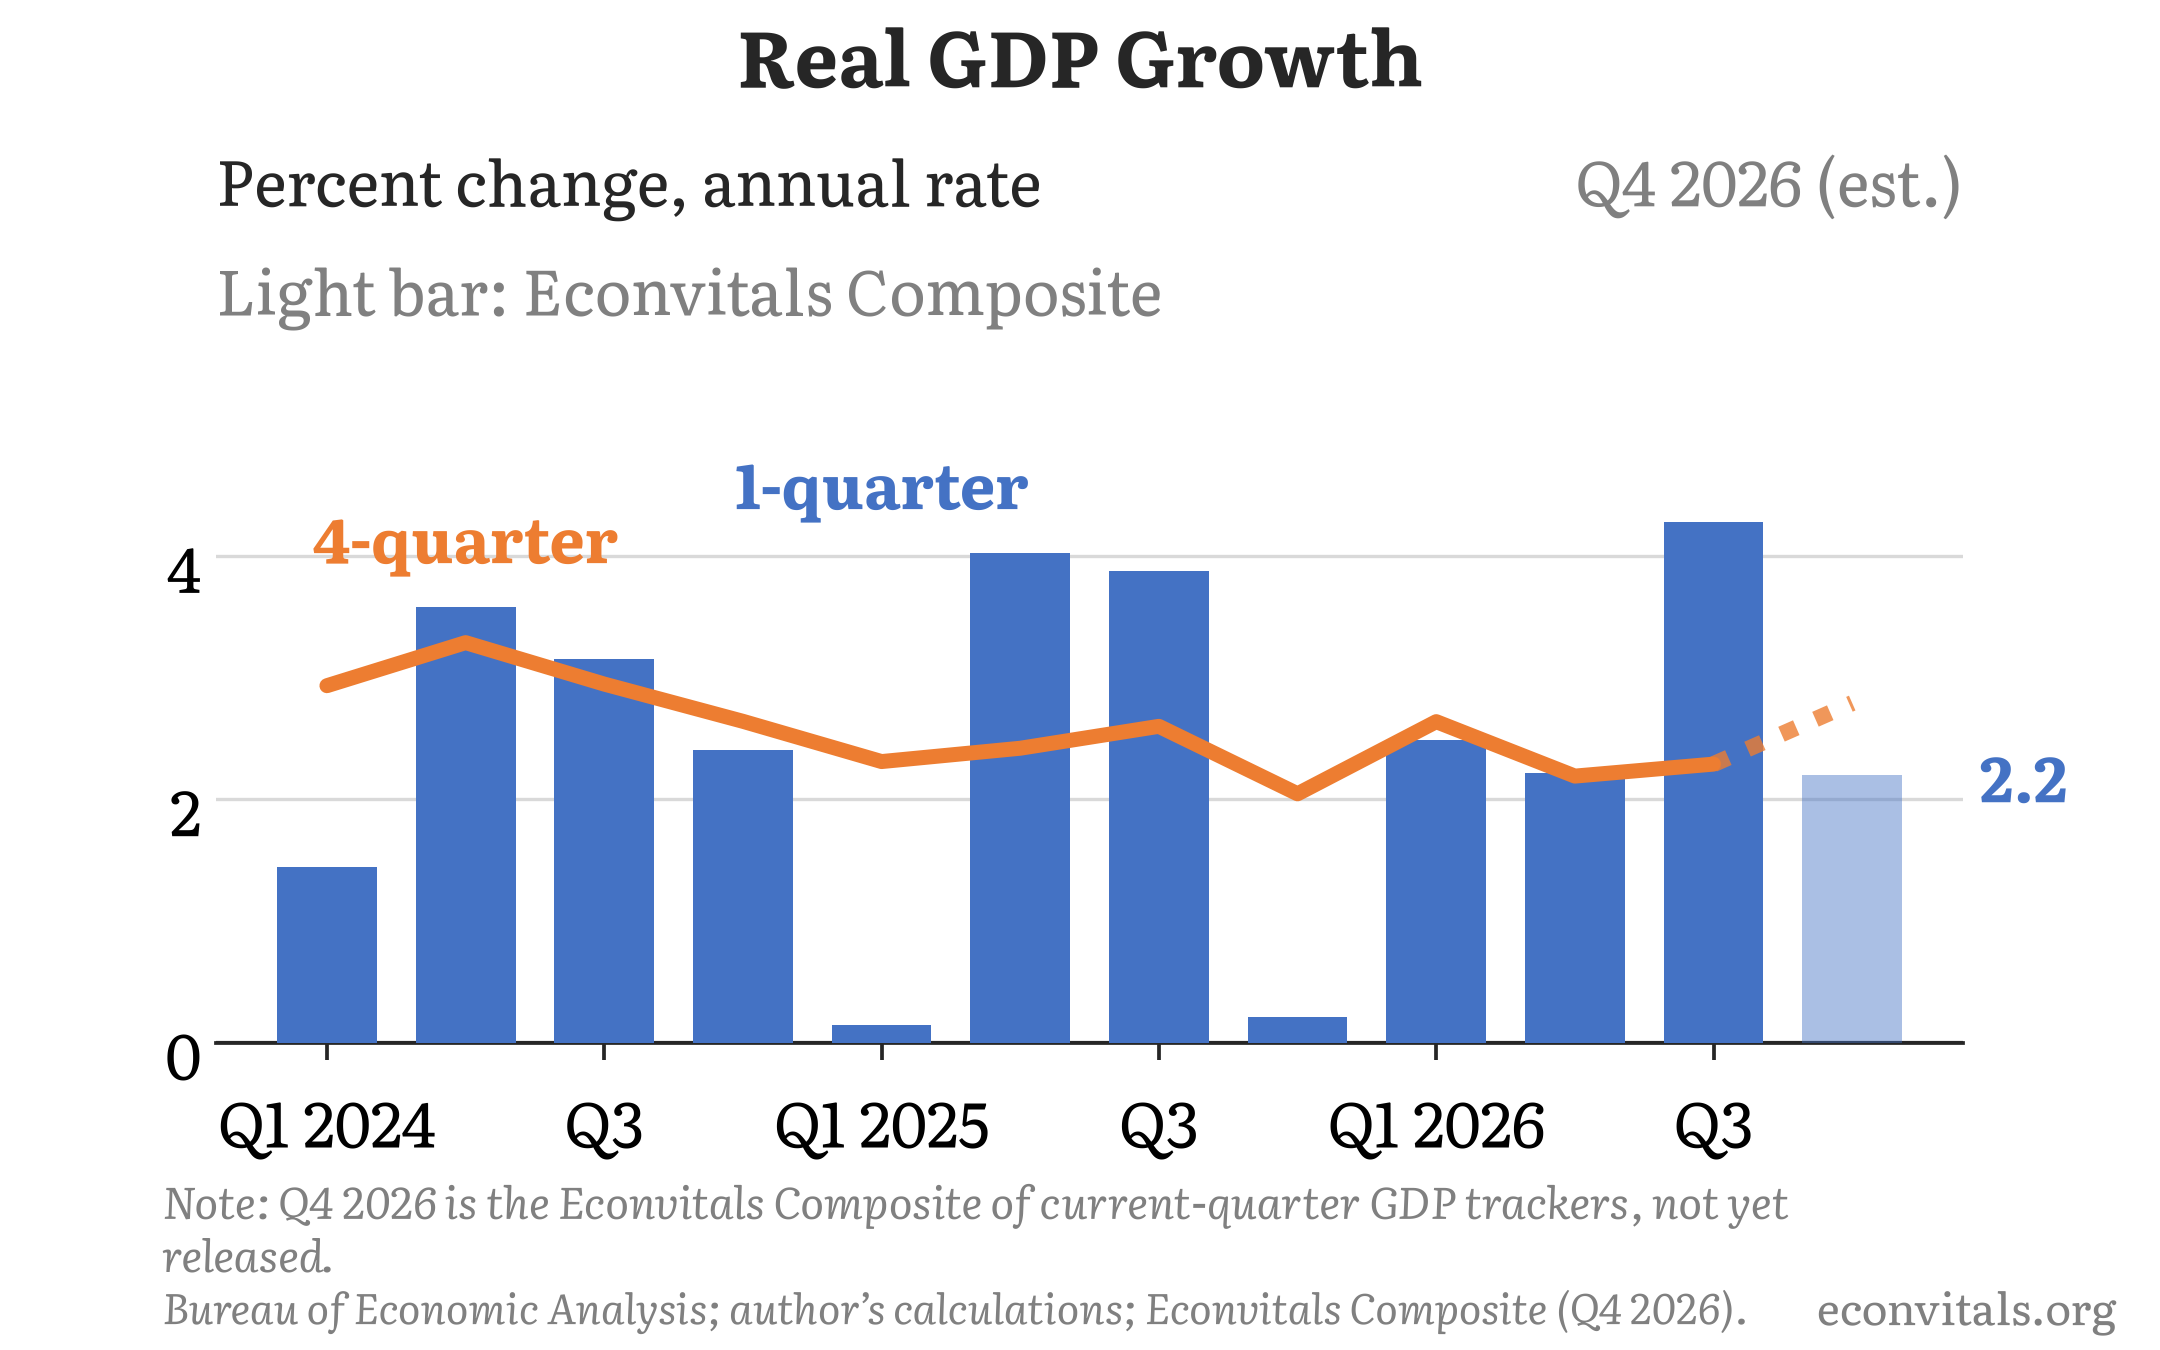 Real GDP Growth
Percent change, annual rate
Q4 2026 (est.)
Light bar: Econvitals Composite
1-quarter
4-quarter
4
2
0
2.2
Q1 2024 Q3 Q1 2025 Q3 Q1 2026 Q3
Note: Q4 2026 is the Econvitals Composite of current-quarter GDP trackers, not yet
released.
Bureau of Economic Analysis; author’s calculations; Econvitals Composite (Q4 2026).
econvitals.org